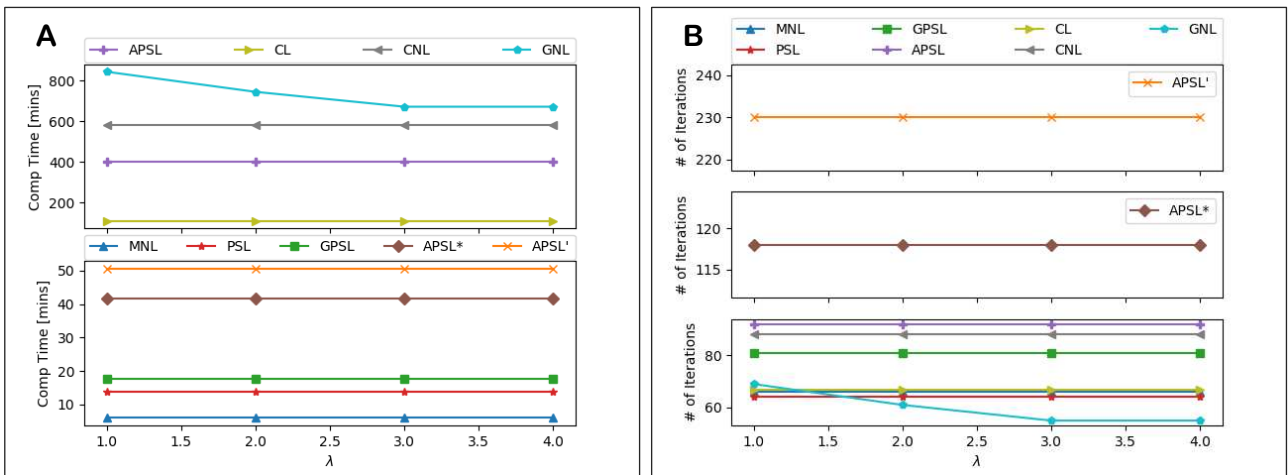 A
APSL CL CNL GNL
Comp Time [mins]
800
600
400
200
MNL PSL GPSL APSL* APSL'
Comp Time [mins]
50
40
30
20
10
1.0 1.5 2.0 2.5 3.0 3.5 4.0
λ
B
MNL GPSL CL GNL
PSL APSL CNL
# of Iterations
240
230
220
APSL'
# of Iterations
120
115
APSL*
# of Iterations
80
60
1.0 1.5 2.0 2.5 3.0 3.5 4.0
λ